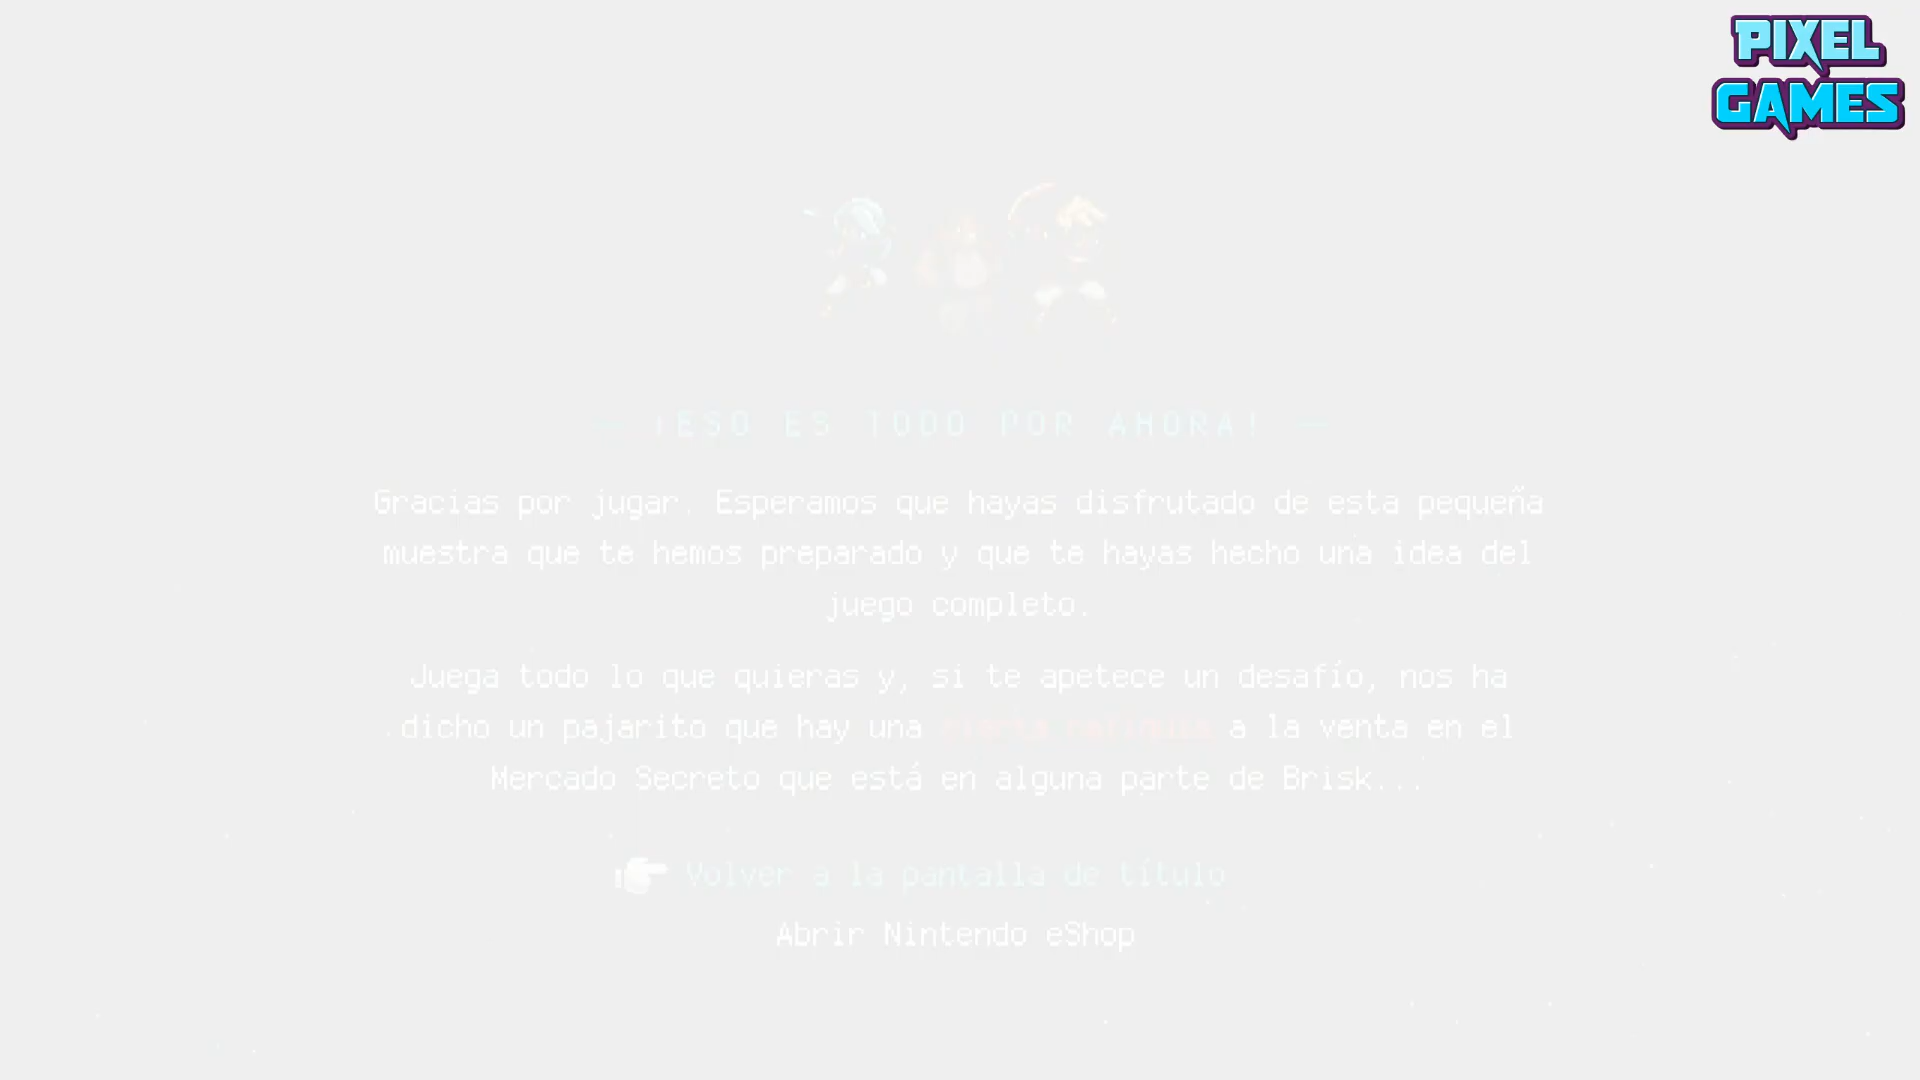 PIXEL
GAMES
— ¡ESO ES TODO POR AHORA! —
Gracias por jugar. Esperamos que hayas disfrutado de esta pequeña
muestra que te hemos preparado y que te hayas hecho una idea del
juego completo.
Juega todo lo que quieras y, si te apetece un desafío, nos ha
dicho un pajarito que hay una a la venta en el
Mercado Secreto que está en alguna parte de Brisk...
Volver a la pantalla de título
Abrir Nintendo eShop